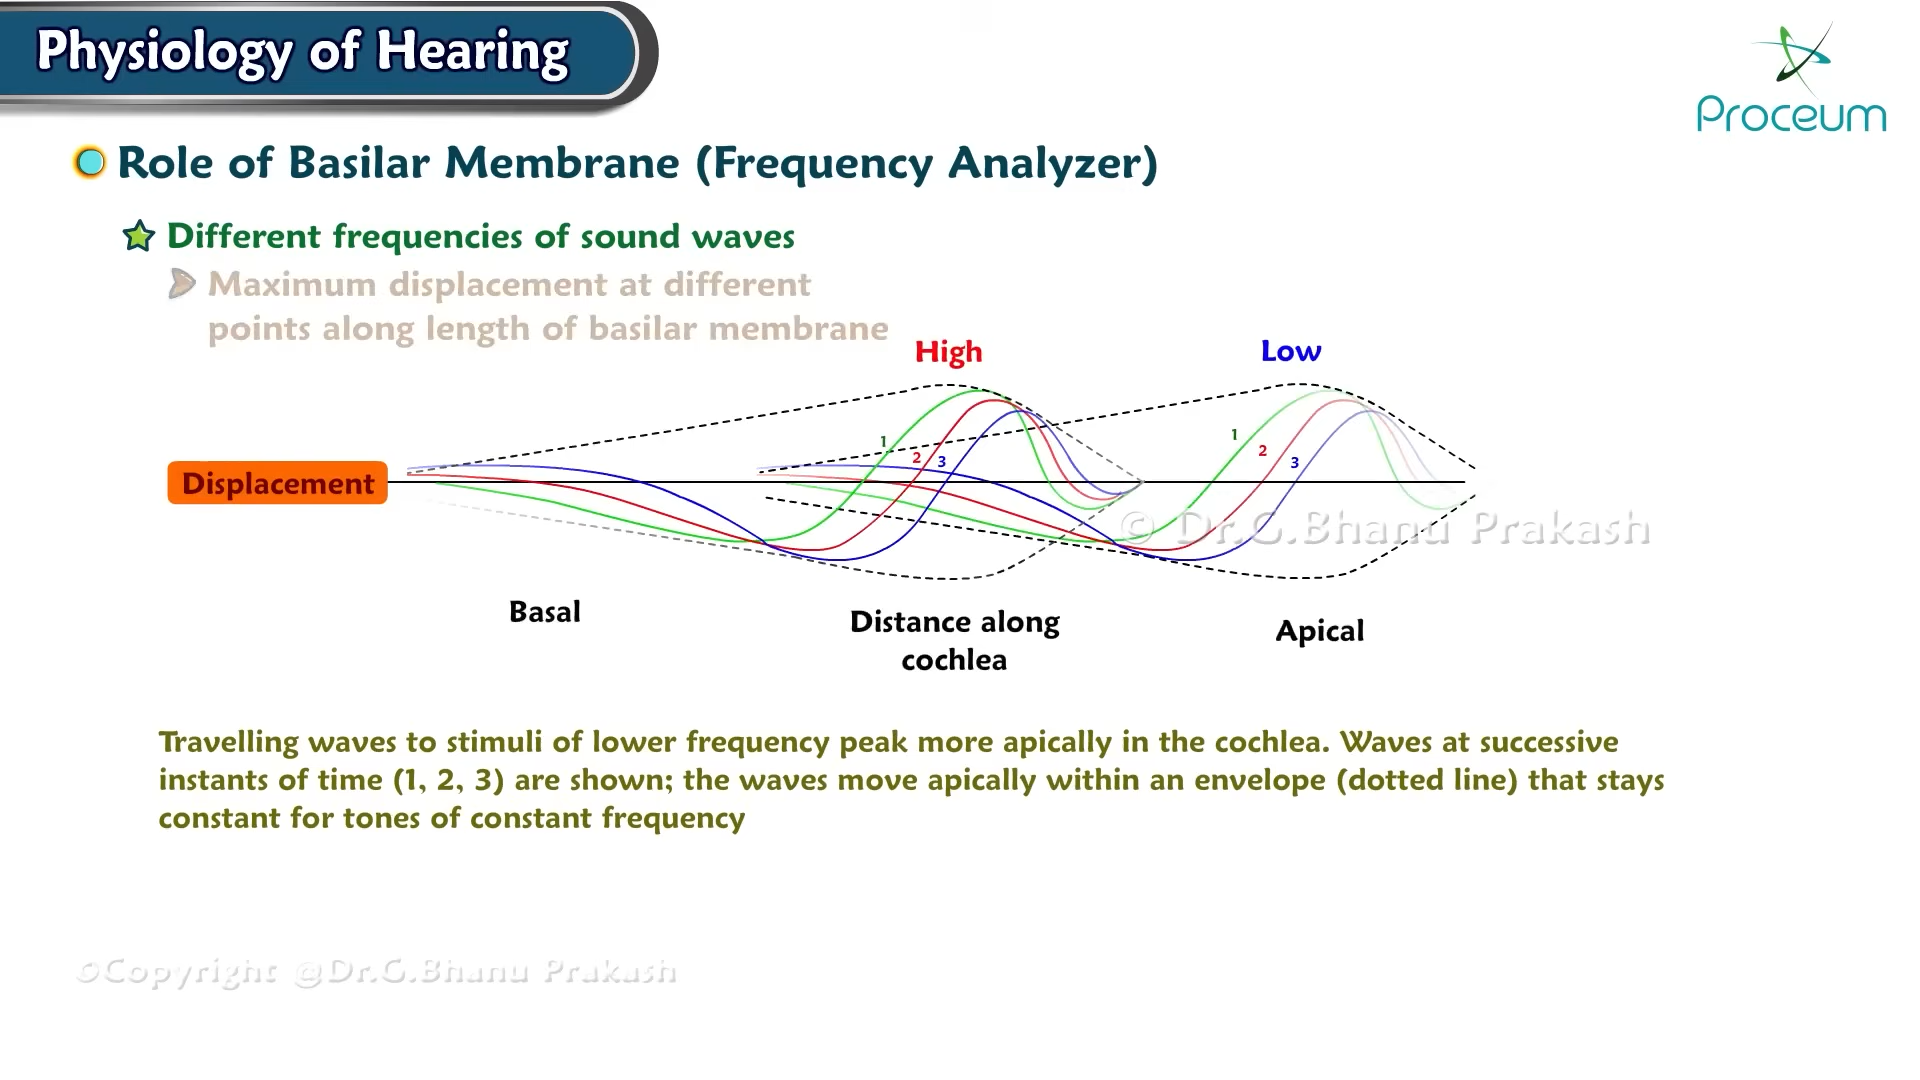 Physiology of Hearing
Proceum
Role of Basilar Membrane (Frequency Analyzer)
Different frequencies of sound waves
Maximum displacement at different
points along length of basilar membrane
High
Low
1
2
3
1
2
3
Displacement
© Dr.G.Bhanu Prakash
Basal
Distance along
cochlea
Apical
Travelling waves to stimuli of lower frequency peak more apically in the cochlea. Waves at successive
instants of time (1, 2, 3) are shown; the waves move apically within an envelope (dotted line) that stays
constant for tones of constant frequency
©Copyright @Dr.G.Bhanu Prakash